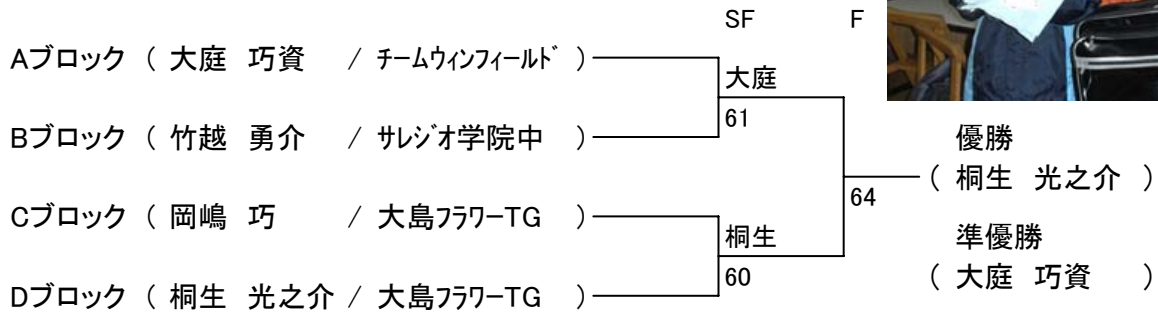 SF F
Aブロック ( 大庭 巧資 / チームウィンフィールド )
大庭
61
Bブロック ( 竹越 勇介 / サレジオ学院中 )
優勝
( 桐生 光之介 )
64
Cブロック ( 岡嶋 巧 / 大島フラワーTG )
桐生
60
準優勝
( 大庭 巧資 )
Dブロック ( 桐生 光之介 / 大島フラワーTG )